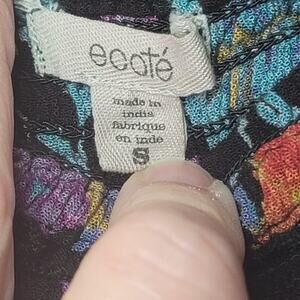 ecoté
made in
india
fabriqué
en inde
S